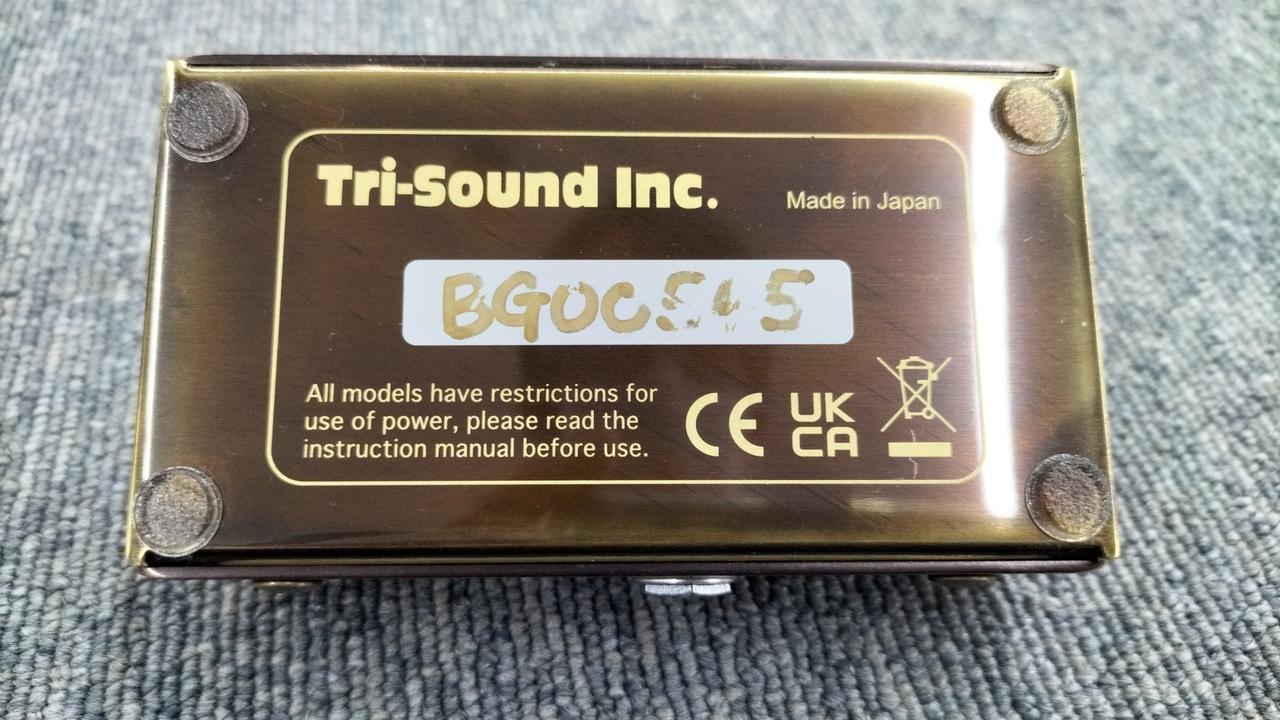 Tri-Sound Inc.
Made in Japan
All models have restrictions for
use of power, please read the
instruction manual before use.
CE
UK
CA